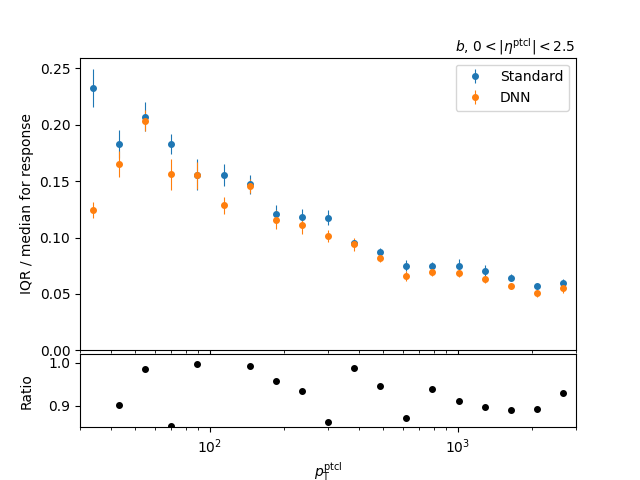 b, 0 < |η^ptcl| < 2.5
0.25
Standard
DNN
0.20
0.15
0.10
0.05
0.00
IQR / median for response
1.0
0.9
Ratio
10^2
10^3
p_T^ptcl